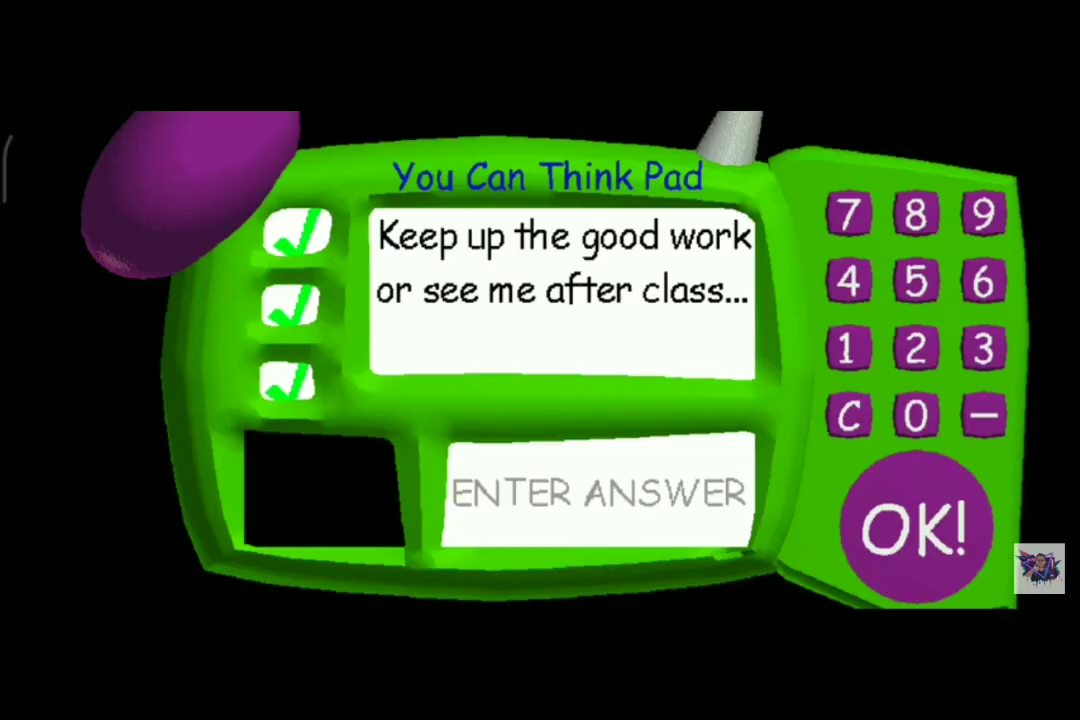 You Can Think Pad
Keep up the good work
or see me after class...
7 8 9
4 5 6
1 2 3
C 0 −
ENTER ANSWER
OK!